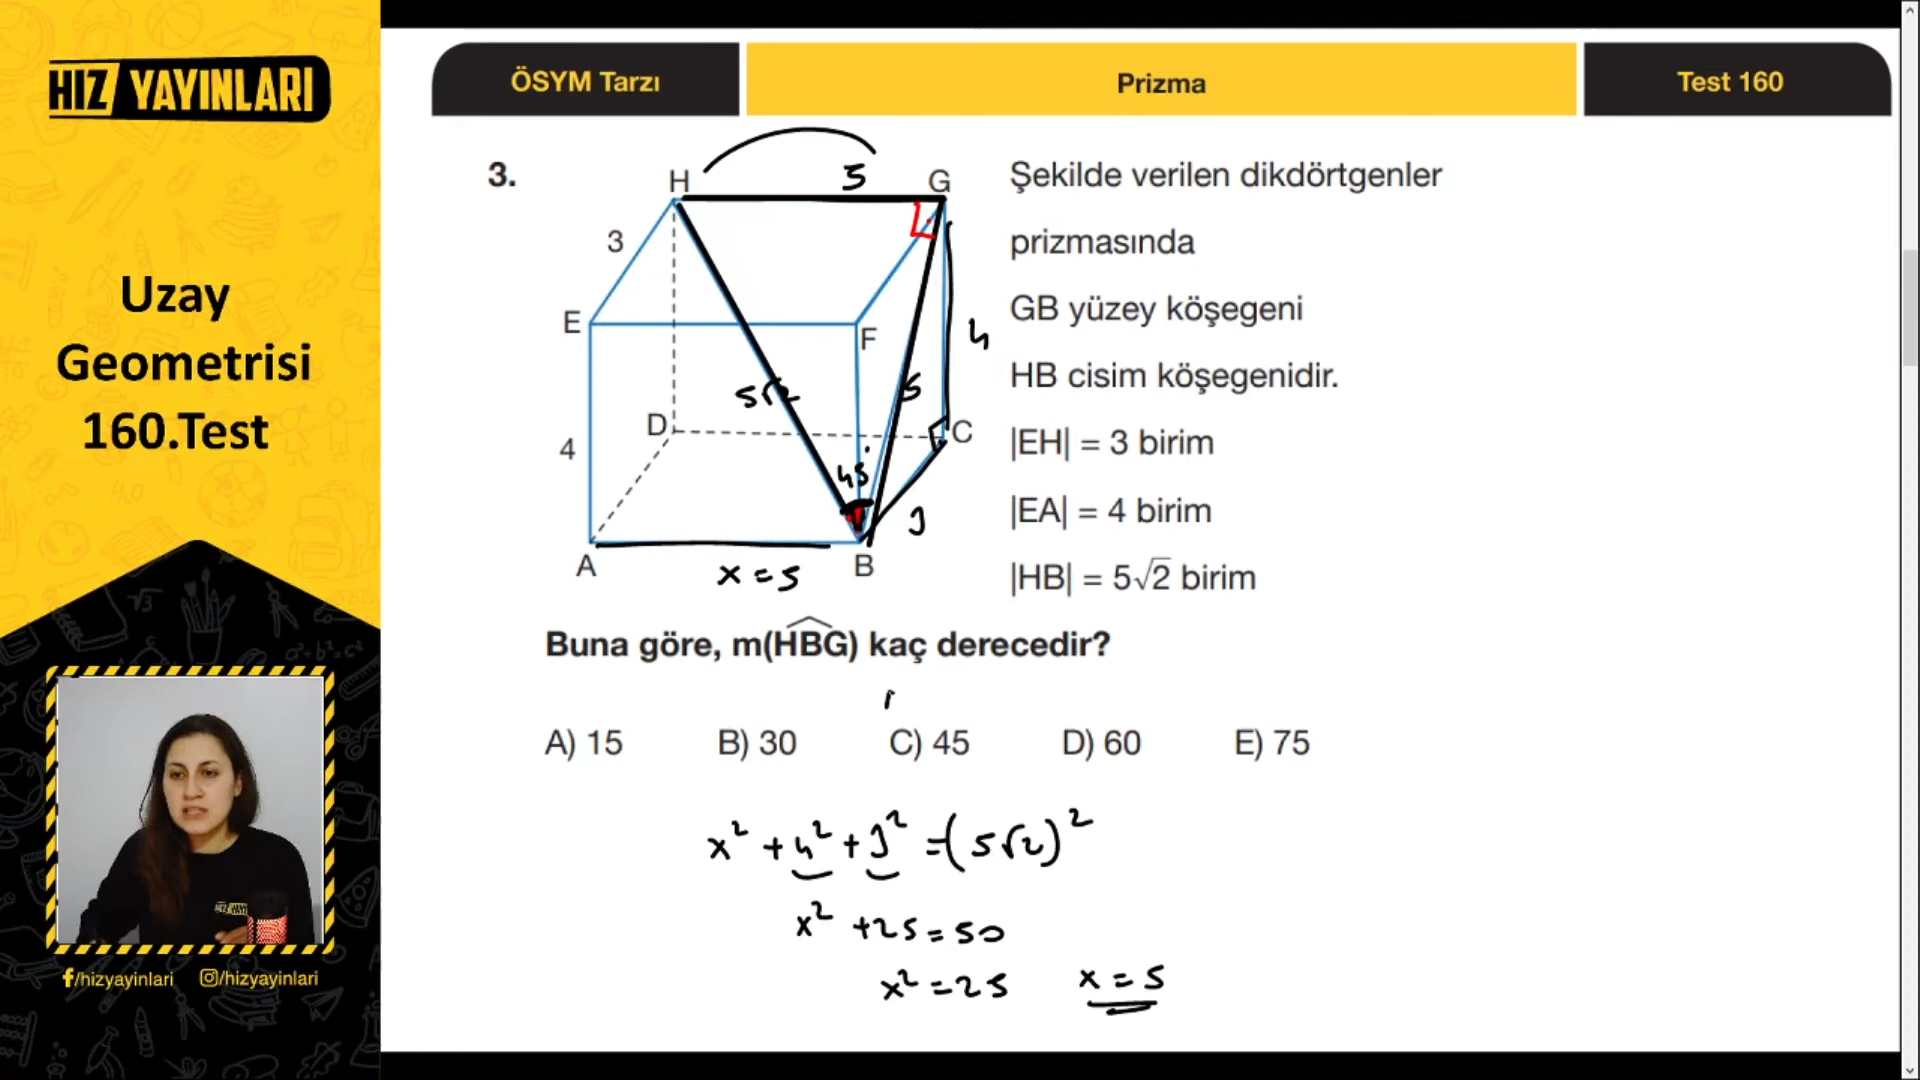 HIZ YAYINLARI
Uzay
Geometrisi
160.Test
f/hizyayinlari /hizyayinlari
ÖSYM Tarzı
Prizma
Test 160
3.
H 5 G
3
E F
4
5√2 5
D C
4 45°
3
A B
x = 5
Şekilde verilen dikdörtgenler
prizmasında
GB yüzey köşegeni
HB cisim köşegenidir.
|EH| = 3 birim
|EA| = 4 birim
|HB| = 5√2 birim
Buna göre, m(HBG) kaç derecedir?
A) 15 B) 30 C) 45 D) 60 E) 75
x² + 4² + 3² = (5√2)²
x² + 25 = 50
x² = 25 x = 5